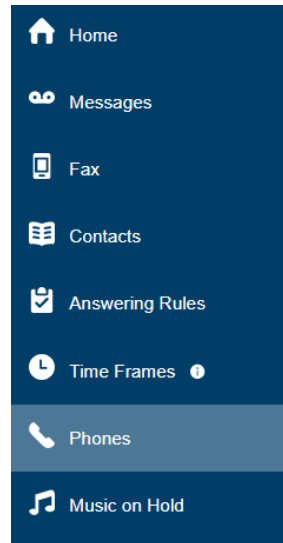 Home
Messages
Fax
Contacts
Answering Rules
Time Frames
Phones
Music on Hold